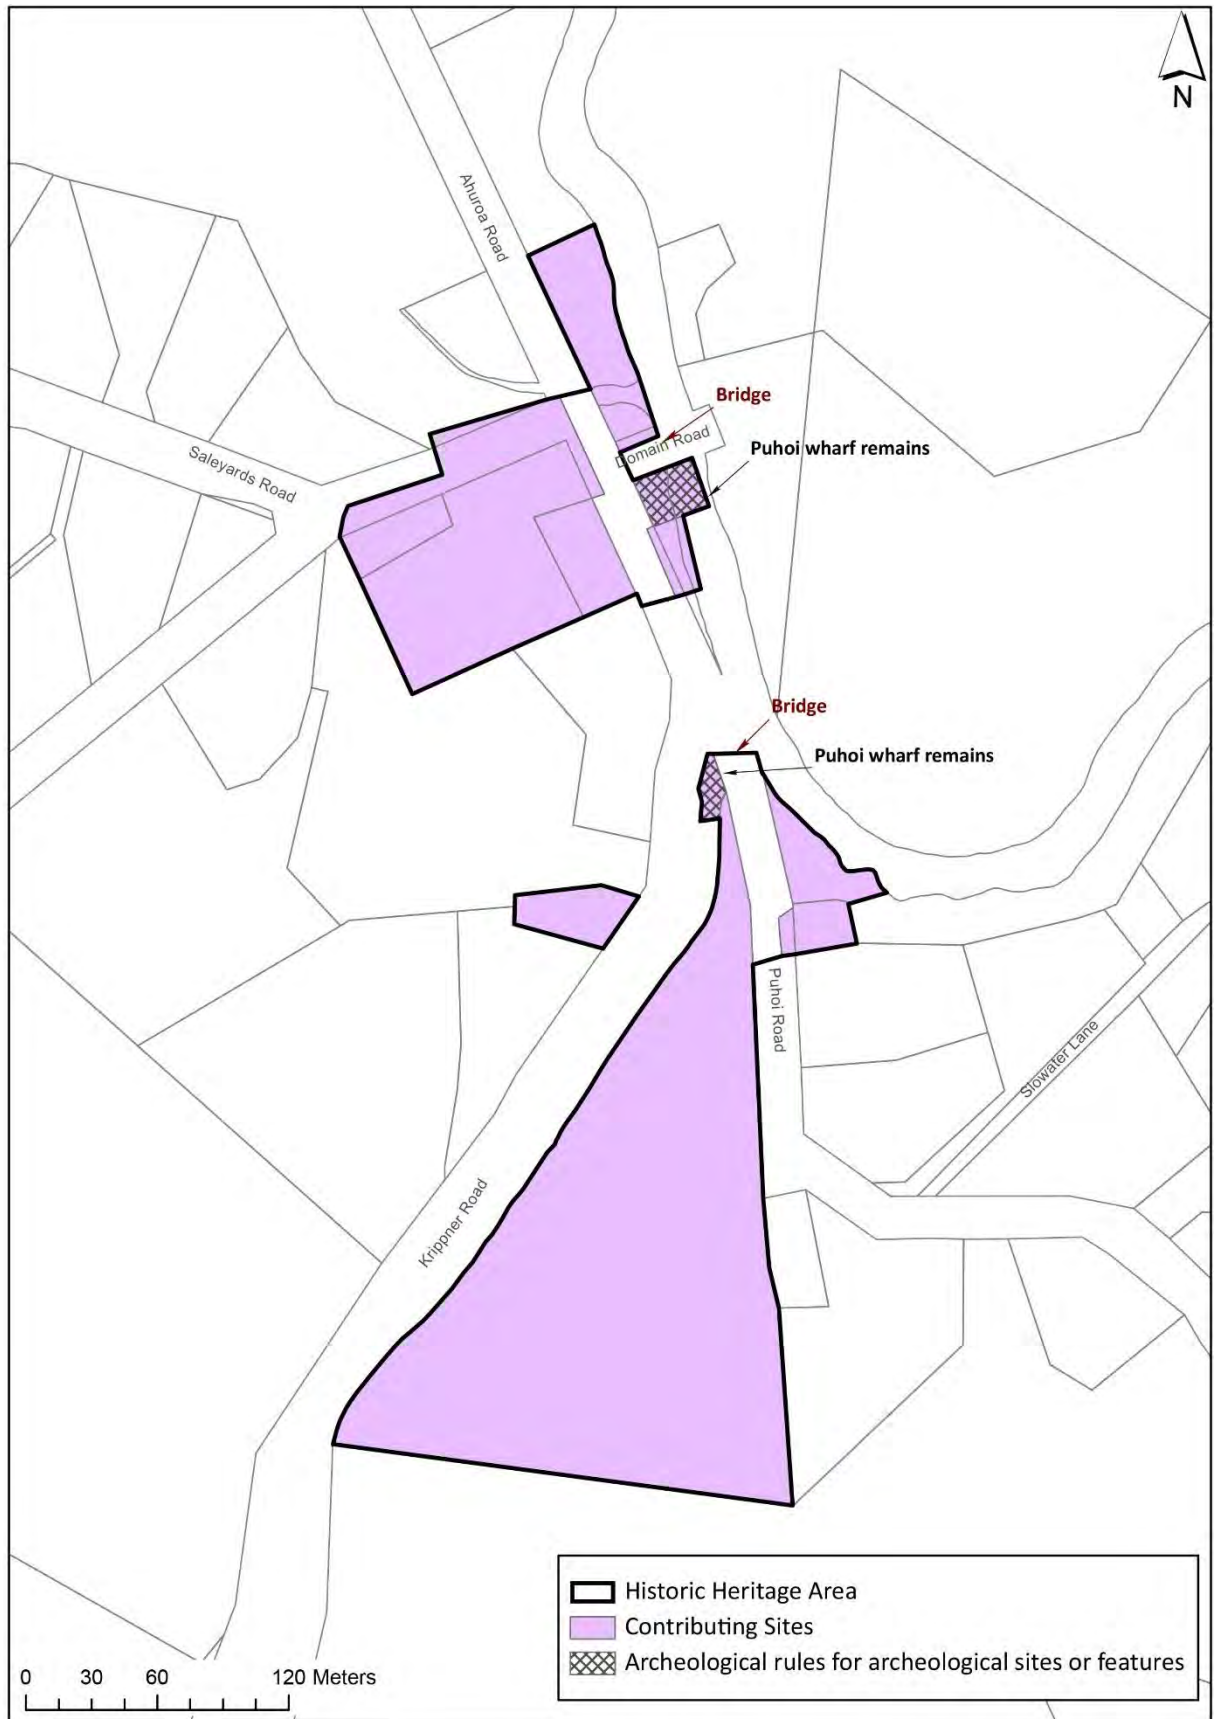 N
Ahuroa Road
Bridge
Domain Road
Puhoi wharf remains
Saleyards Road
Bridge
Puhoi wharf remains
Puhoi Road
Slowater Lane
Krippner Road
Historic Heritage Area
Contributing Sites
Archeological rules for archeological sites or features
0 30 60 120 Meters